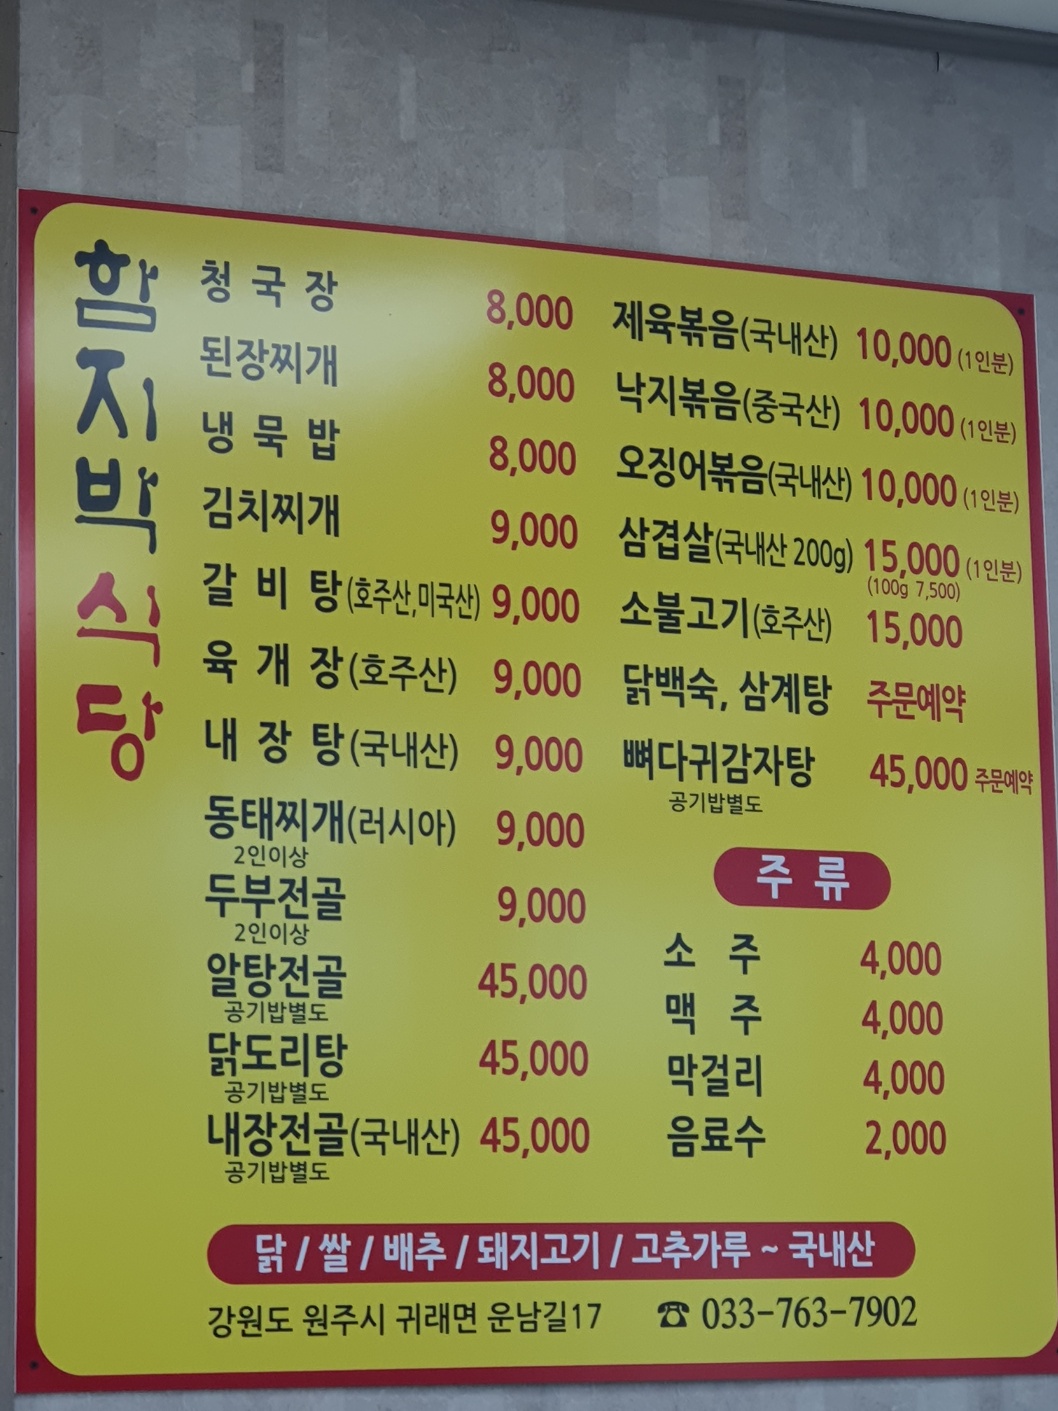 함지박식당
청국장 8,000
된장찌개 8,000
냉묵밥 8,000
김치찌개 9,000
갈비탕(호주산,미국산) 9,000
육개장(호주산) 9,000
내장탕(국내산) 9,000
동태찌개(러시아) 9,000
2인이상
두부전골 9,000
2인이상
알탕전골 45,000
공기밥별도
닭도리탕 45,000
공기밥별도
내장전골(국내산) 45,000
공기밥별도
제육볶음(국내산) 10,000 (1인분)
낙지볶음(중국산) 10,000 (1인분)
오징어볶음(국내산) 10,000 (1인분)
삼겹살(국내산 200g) 15,000 (1인분)
(100g 7,500)
소불고기(호주산) 15,000
닭백숙, 삼계탕 주문예약
뼈다귀감자탕 45,000 주문예약
공기밥별도
주류
소주 4,000
맥주 4,000
막걸리 4,000
음료수 2,000
닭 / 쌀 / 배추 / 돼지고기 / 고추가루 ~ 국내산
강원도 원주시 귀래면 운남길17 ☎ 033-763-7902